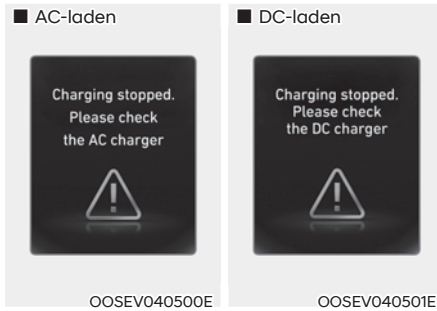 ■ AC-laden
Charging stopped.
Please check
the AC charger
OOSEV040500E
■ DC-laden
Charging stopped.
Please check
the DC charger
OOSEV040501E